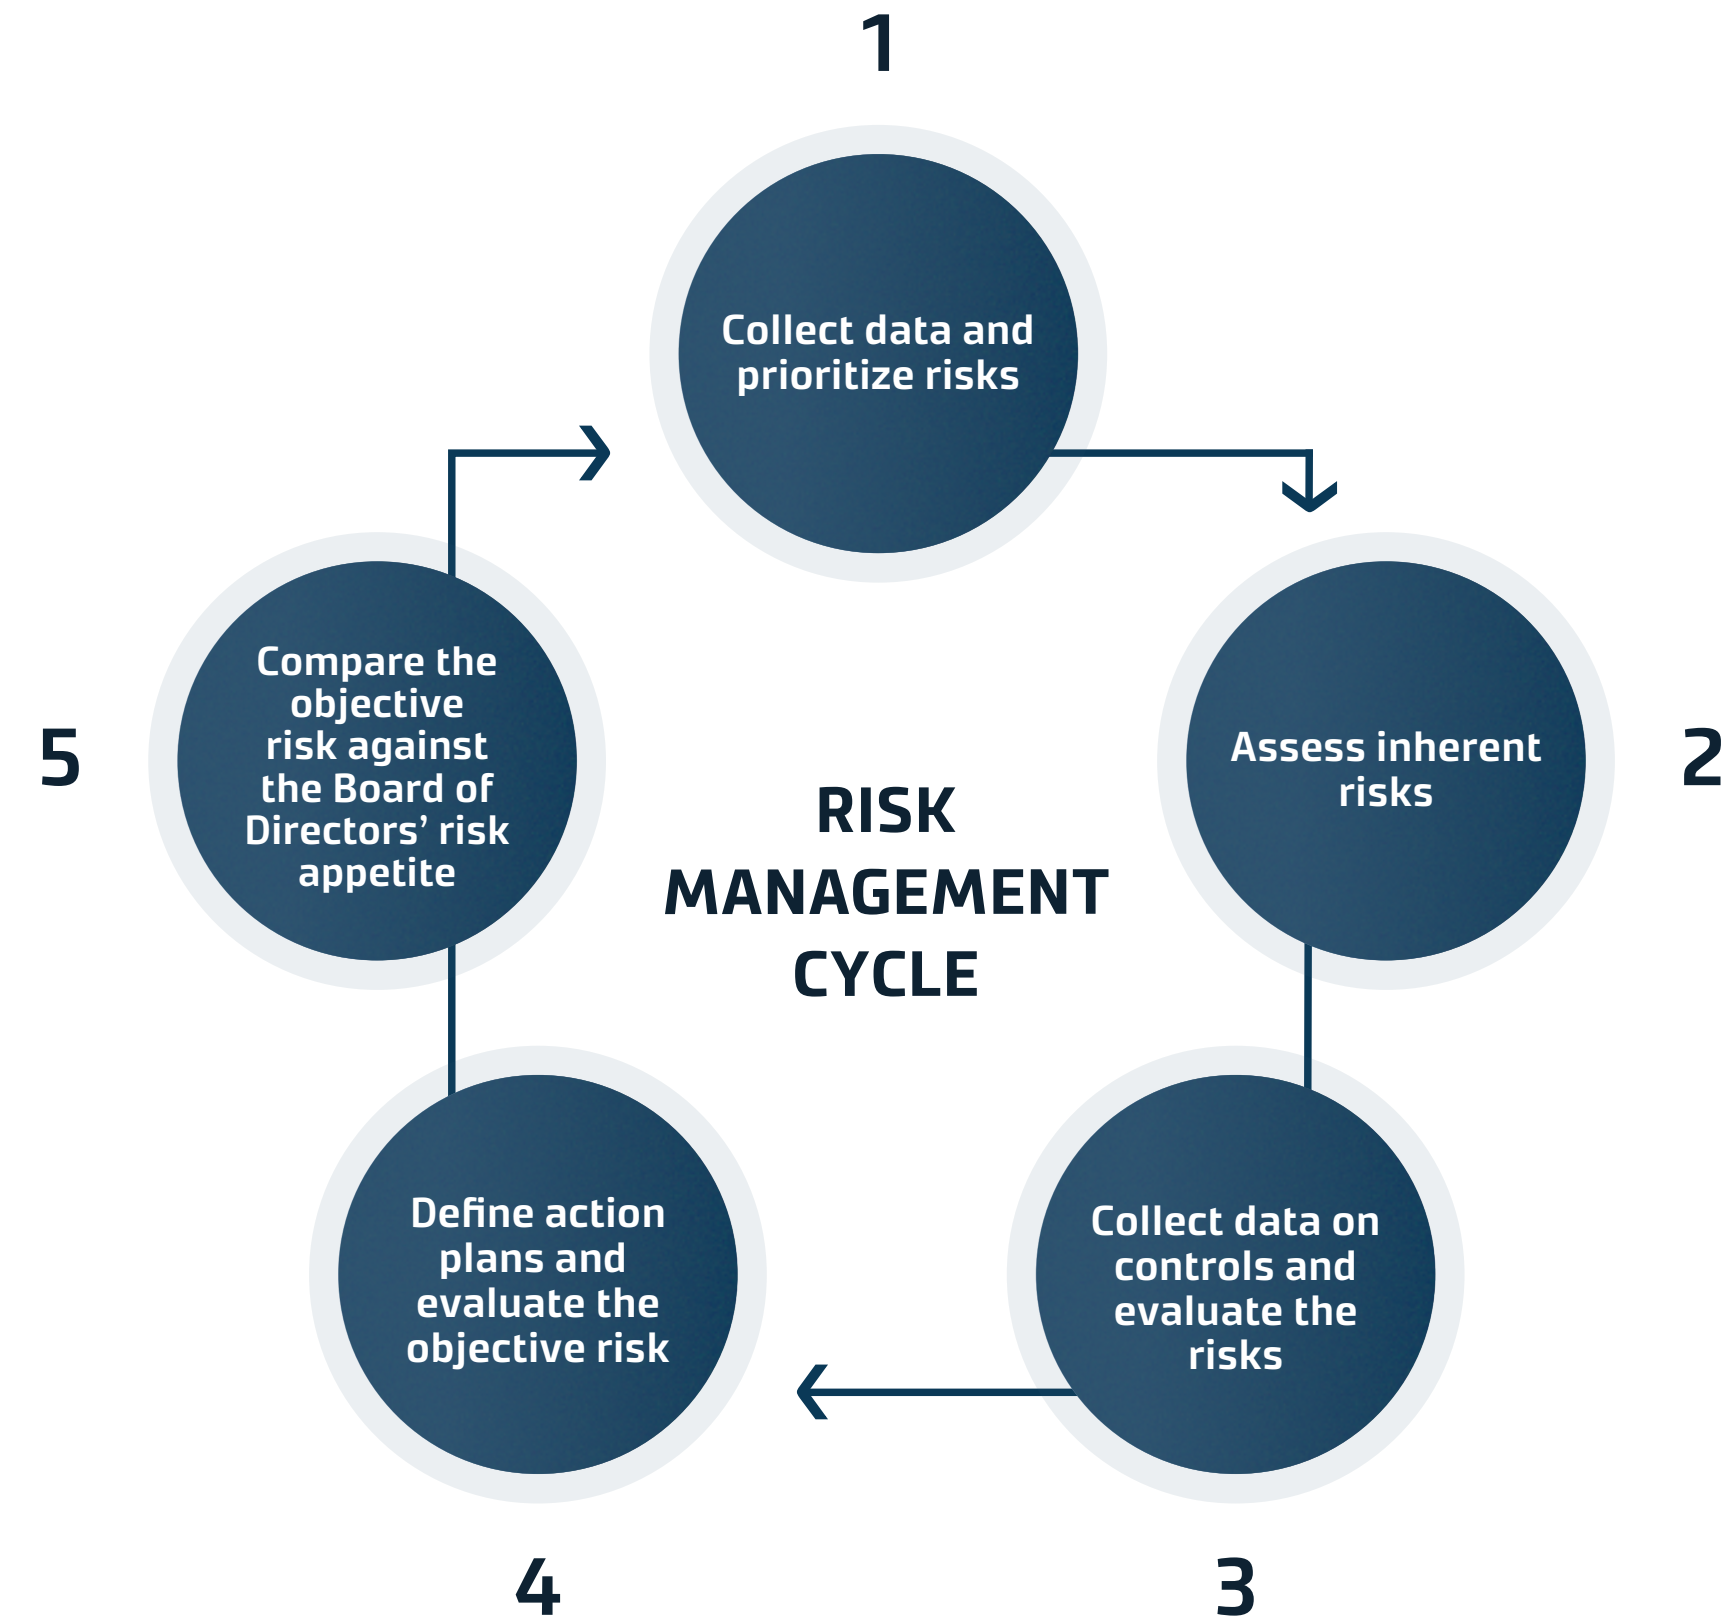 1
Collect data and
prioritize risks
2
Assess inherent
risks
3
Collect data on
controls and
evaluate the
risks
4
Define action
plans and
evaluate the
objective risk
5
Compare the
objective
risk against
the Board of
Directors’ risk
appetite
RISK
MANAGEMENT
CYCLE